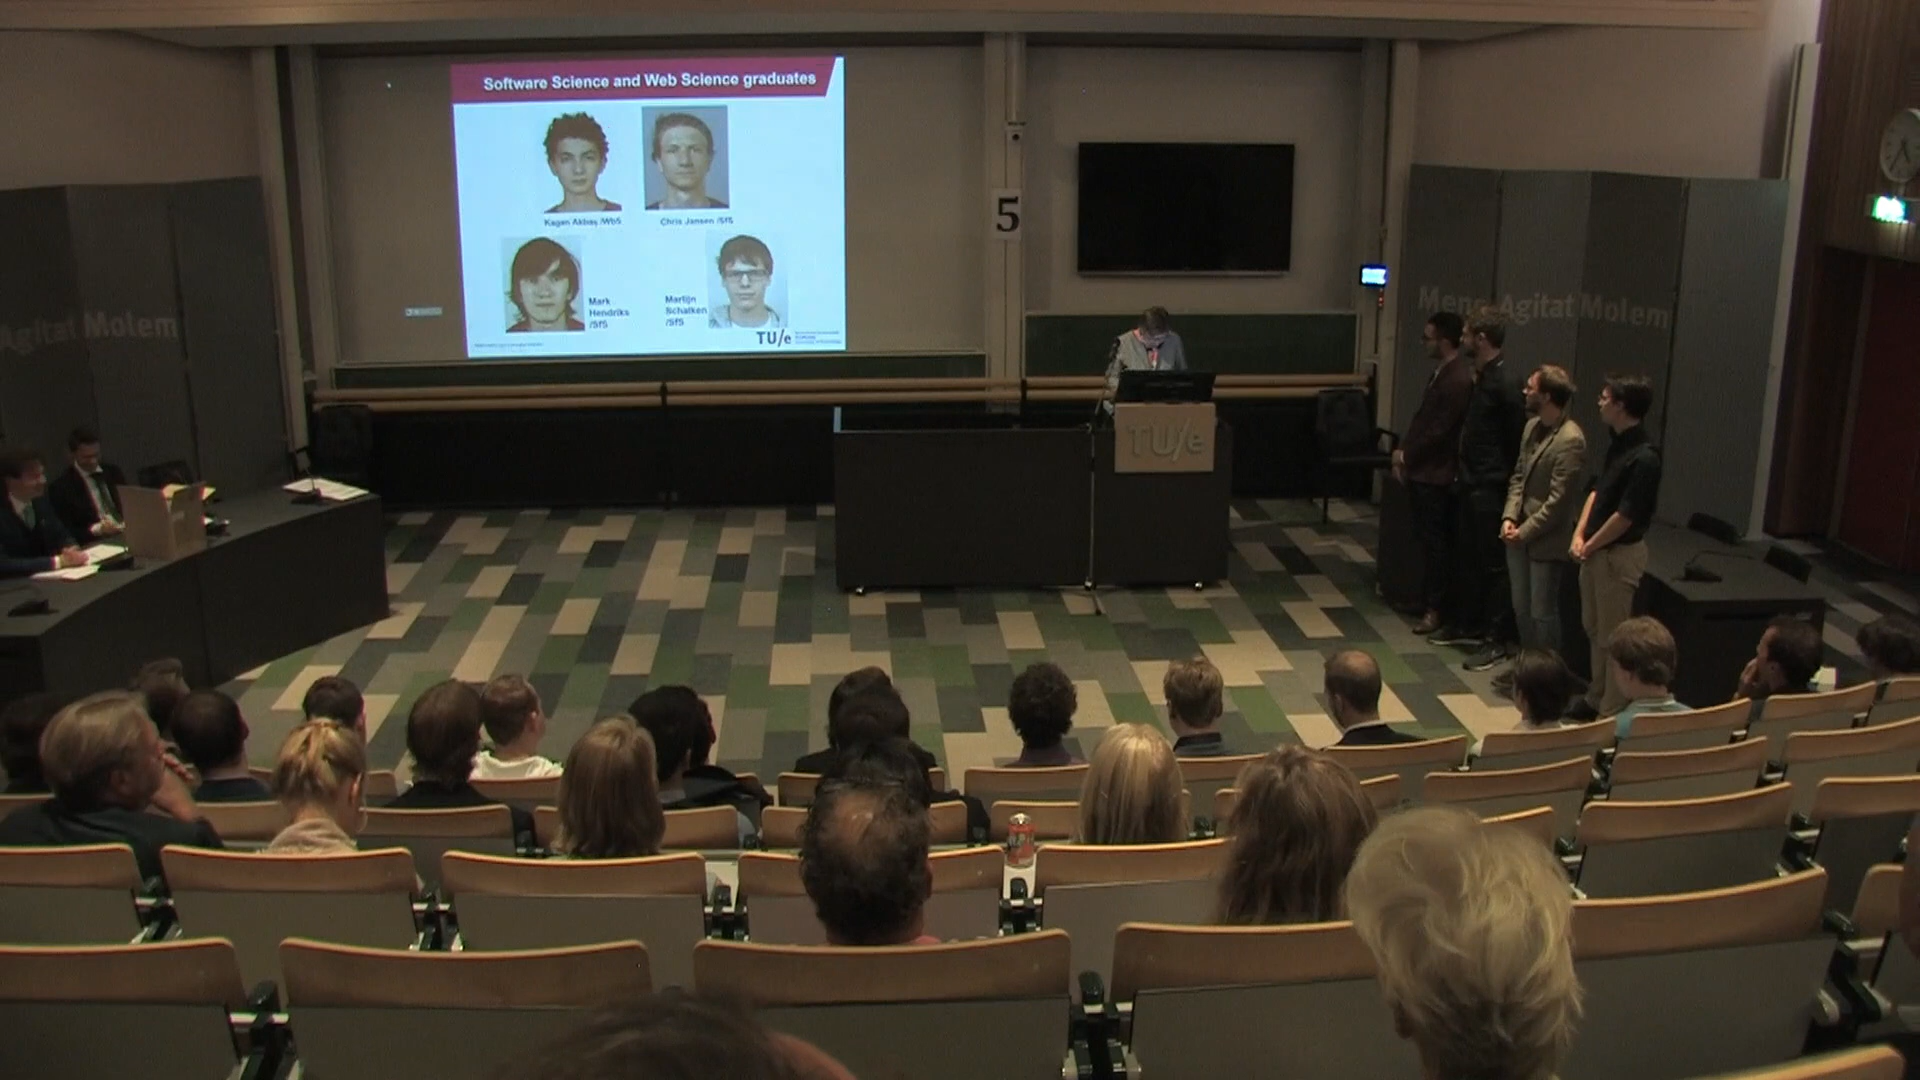 Software Science and Web Science graduates
Kagan Akbaş /WbS
Chris Jansen /SfS
Mark
Hendriks
/SfS
Martijn
Schalken
/SfS
TU/e
5
TU/e
Agitat Molem
Mens Agitat Molem